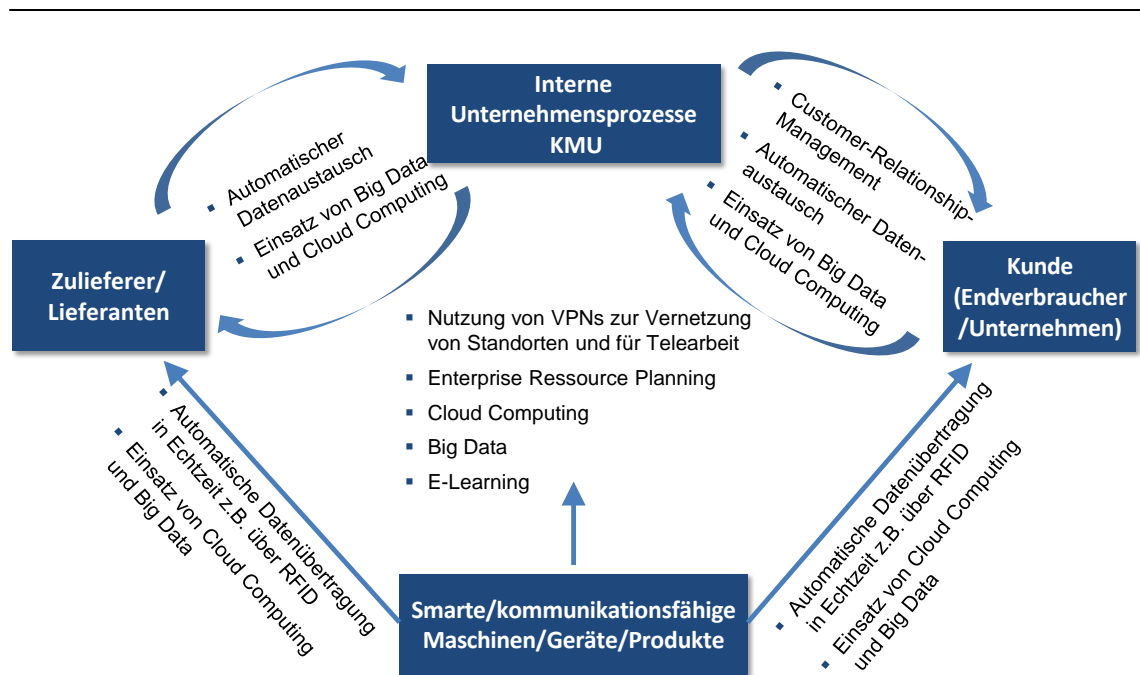 Interne
Unternehmensprozesse
KMU
▪ Automatischer
Datenaustausch
▪ Einsatz von Big Data
und Cloud Computing
▪ Customer-Relationship-
Management
▪ Automatischer Daten-
austausch
▪ Einsatz von Big Data
und Cloud Computing
Zulieferer/
Lieferanten
Kunde
(Endverbraucher
/Unternehmen)
▪ Nutzung von VPNs zur Vernetzung
von Standorten und für Telearbeit
▪ Enterprise Ressource Planning
▪ Cloud Computing
▪ Big Data
▪ E-Learning
▪ Automatische Datenübertragung
in Echtzeit z.B. über RFID
▪ Einsatz von Cloud Computing
und Big Data
▪ Automatische Datenübertragung
in Echtzeit z.B. über RFID
▪ Einsatz von Cloud Computing
und Big Data
Smarte/kommunikationsfähige
Maschinen/Geräte/Produkte